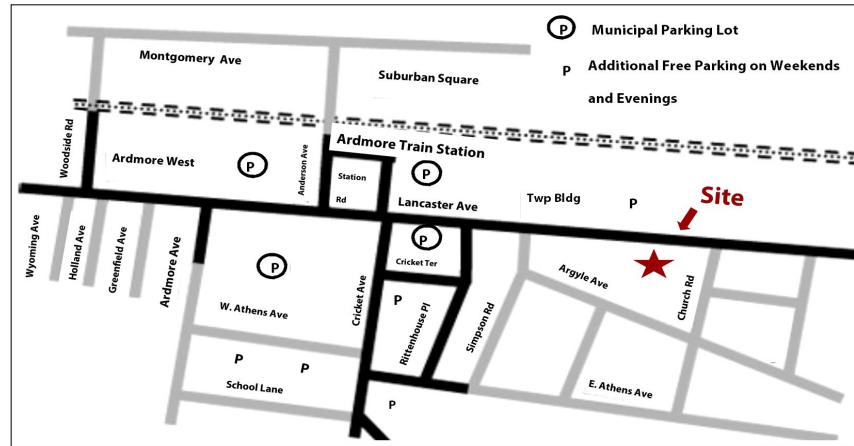 P
Municipal Parking Lot
P
Additional Free Parking on Weekends
and Evenings
Montgomery Ave
Suburban Square
Woodside Rd
Ardmore West
P
Anderson Ave
Ardmore Train Station
Station
Rd
P
Lancaster Ave
Twp Bldg
P
Site
Wyoming Ave
Holland Ave
Greenfield Ave
Ardmore Ave
P
W. Athens Ave
Cricket Ave
P
Cricket Ter
P
Rittenhouse Pl
Simpson Rd
Argyle Ave
Church Rd
P
P
School Lane
P
E. Athens Ave